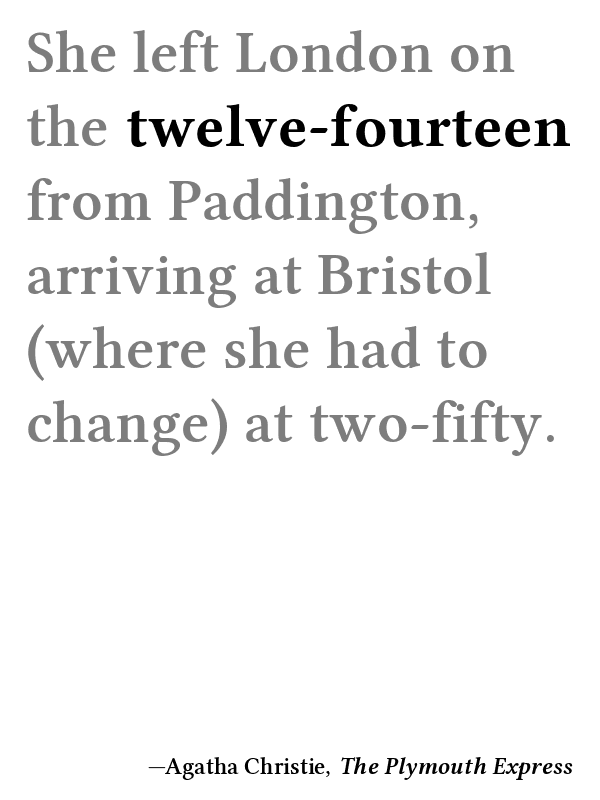 She left London on
the twelve-fourteen
from Paddington,
arriving at Bristol
(where she had to
change) at two-fifty.
—Agatha Christie, The Plymouth Express